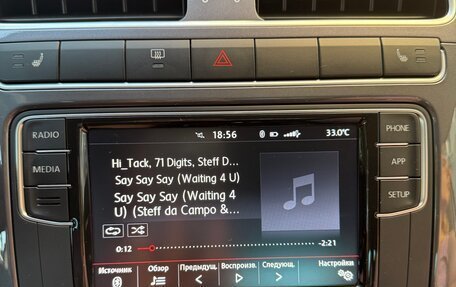 RADIO
MEDIA
18:56
33.0°C
Hi_Tack, 71 Digits, Steff D...
Say Say Say (Waiting 4 U)
Say Say Say (Waiting 4
U) (Steff da Campo &...
0:12
-2:21
Источник
Обзор
Предыдущ.
Воспроизв.
Следующ.
Настройки
PHONE
APP
SETUP